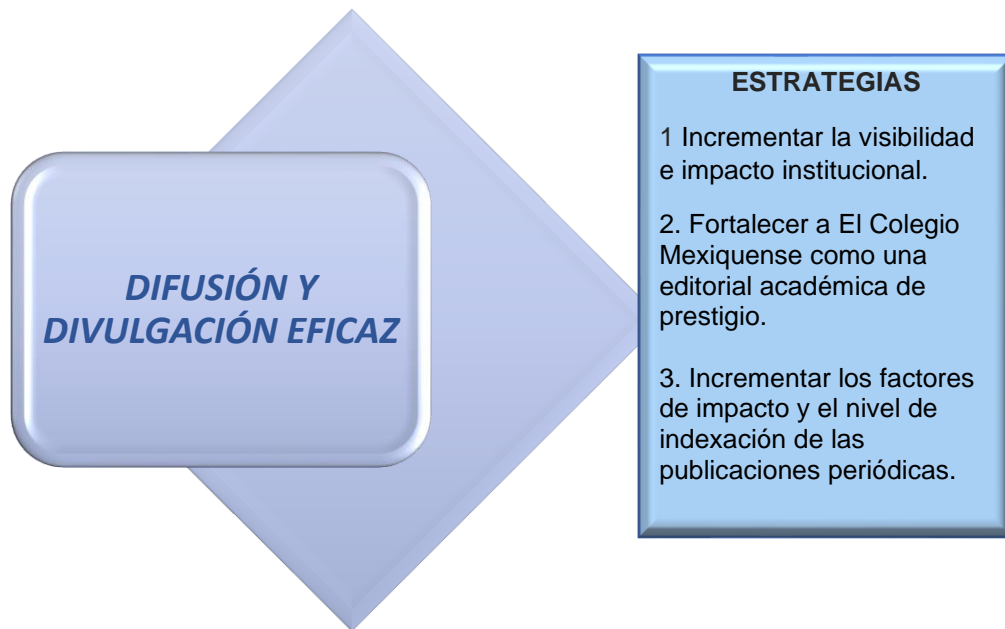 DIFUSIÓN Y
DIVULGACIÓN EFICAZ
ESTRATEGIAS
1 Incrementar la visibilidad
e impacto institucional.
2. Fortalecer a El Colegio
Mexiquense como una
editorial académica de
prestigio.
3. Incrementar los factores
de impacto y el nivel de
indexación de las
publicaciones periódicas.